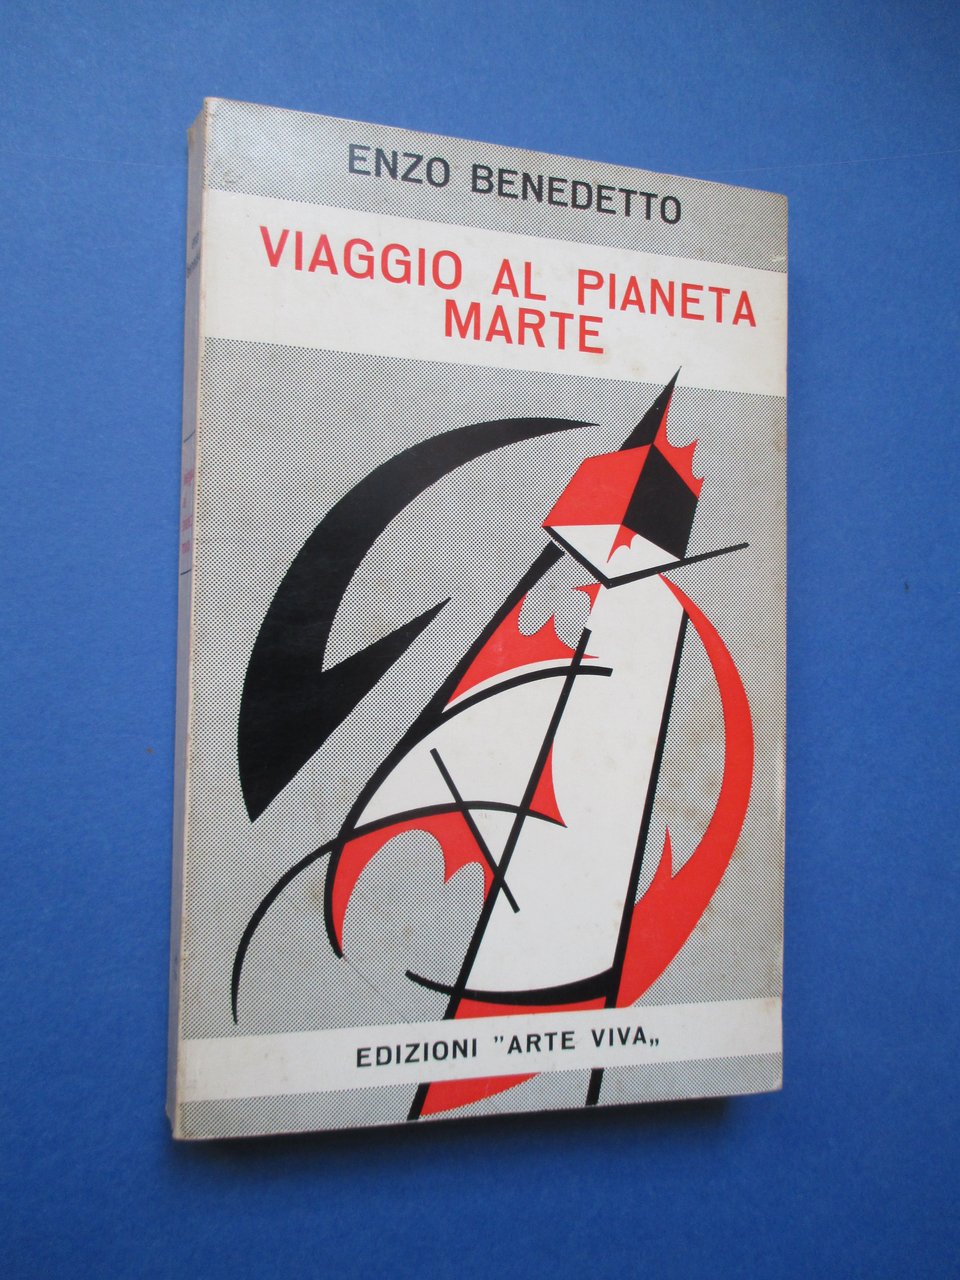 ENZO BENEDETTO
VIAGGIO AL PIANETA
MARTE
EDIZIONI "ARTE VIVA„